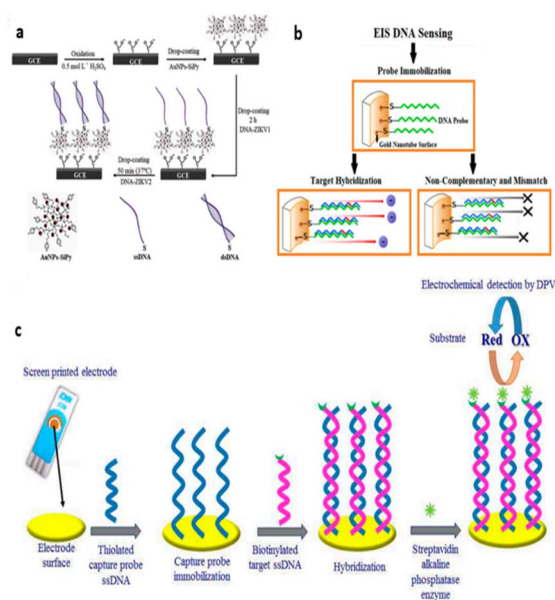 a
GCE
Oxidation
0.5 mol L⁻¹ H₂SO₄
GCE
Drop-coating
AuNPs-SiPy
GCE
Drop-coating
2 h
DNA-ZIKV1
GCE
Drop-coating
50 min (37ºC)
DNA-ZIKV2
GCE
AuNPs-SiPy
S
ssDNA
S
dsDNA
b
EIS DNA Sensing
Probe Immobilization
S
S
S
DNA Probe
Gold Nanotube Surface
Target Hybridization
Non-Complementary and Mismatch
S
S
S
S
S
S
c
Electrochemical detection by DPV
Substrate
Red OX
Screen printed electrode
Electrode
surface
Thiolated
capture probe
ssDNA
Capture probe
immobilization
Biotinylated
target ssDNA
Hybridization
Streptavidin
alkaline
phosphatase
enzyme